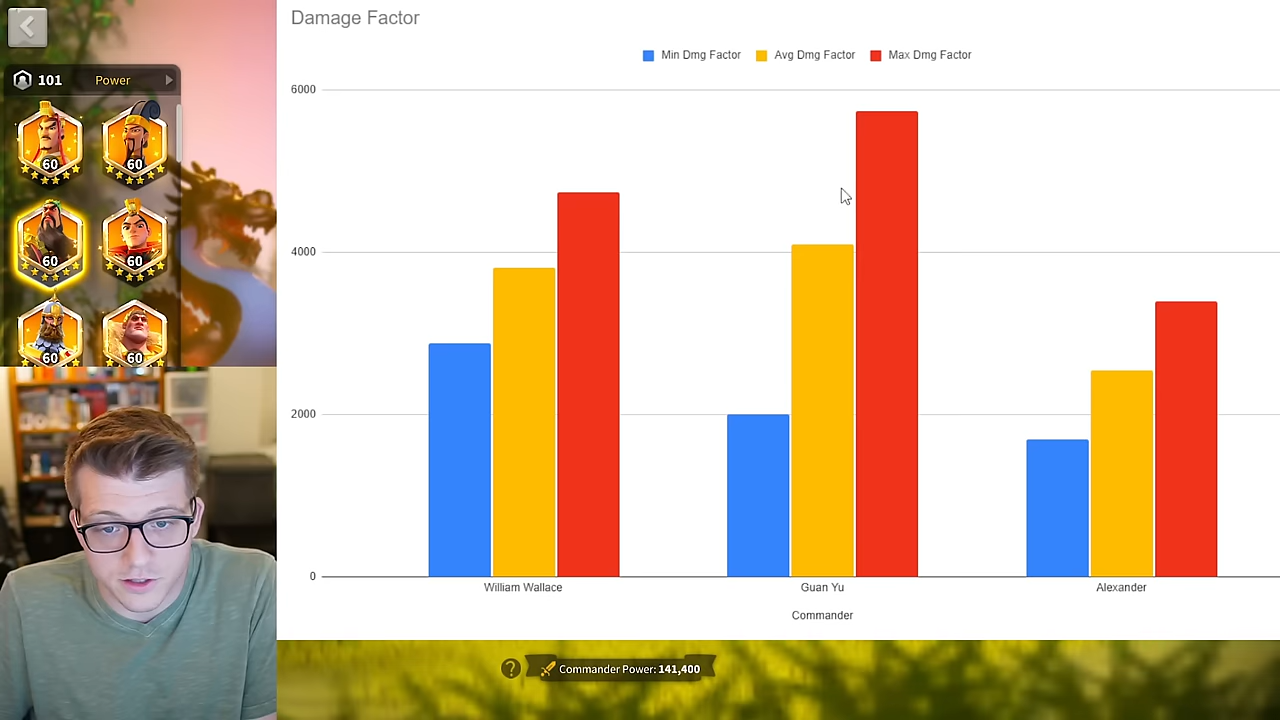 Damage Factor
Min Dmg Factor Avg Dmg Factor Max Dmg Factor
101 Power
6000
60 60
4000
60 60
60 60
2000
0
William Wallace Guan Yu Alexander
Commander
? Commander Power: 141,400